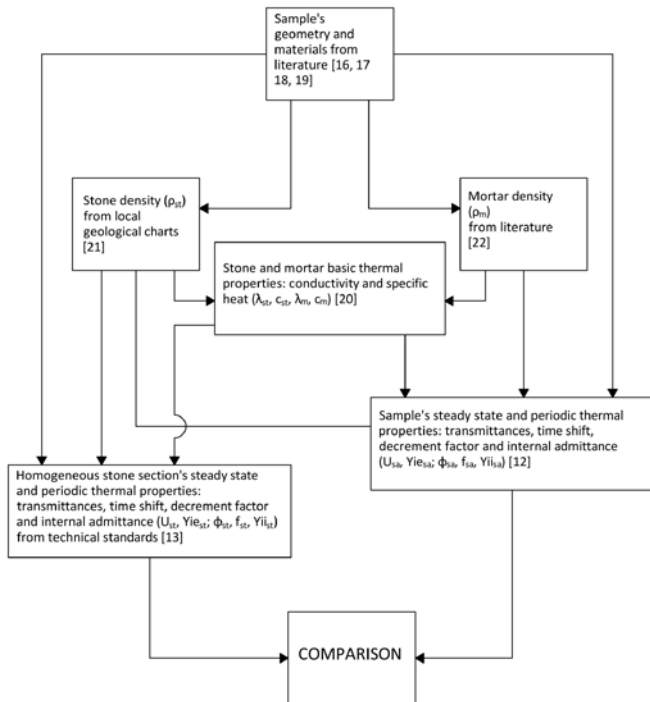 Sample's
geometry and
materials from
literature [16, 17
18, 19]
Stone density (ρst)
from local
geological charts
[21]
Mortar density
(ρm)
from literature
[22]
Stone and mortar basic thermal
properties: conductivity and specific
heat (λst, cst, λm, cm) [20]
Sample's steady state and periodic thermal
properties: transmittances, time shift,
decrement factor and internal admittance
(Usa, Yiesa; ϕsa, fsa, Yiisa) [12]
Homogeneous stone section's steady state
and periodic thermal properties:
transmittances, time shift, decrement factor
and internal admittance (Ust, Yiest; ϕst, fst, Yiist)
from technical standards [13]
COMPARISON